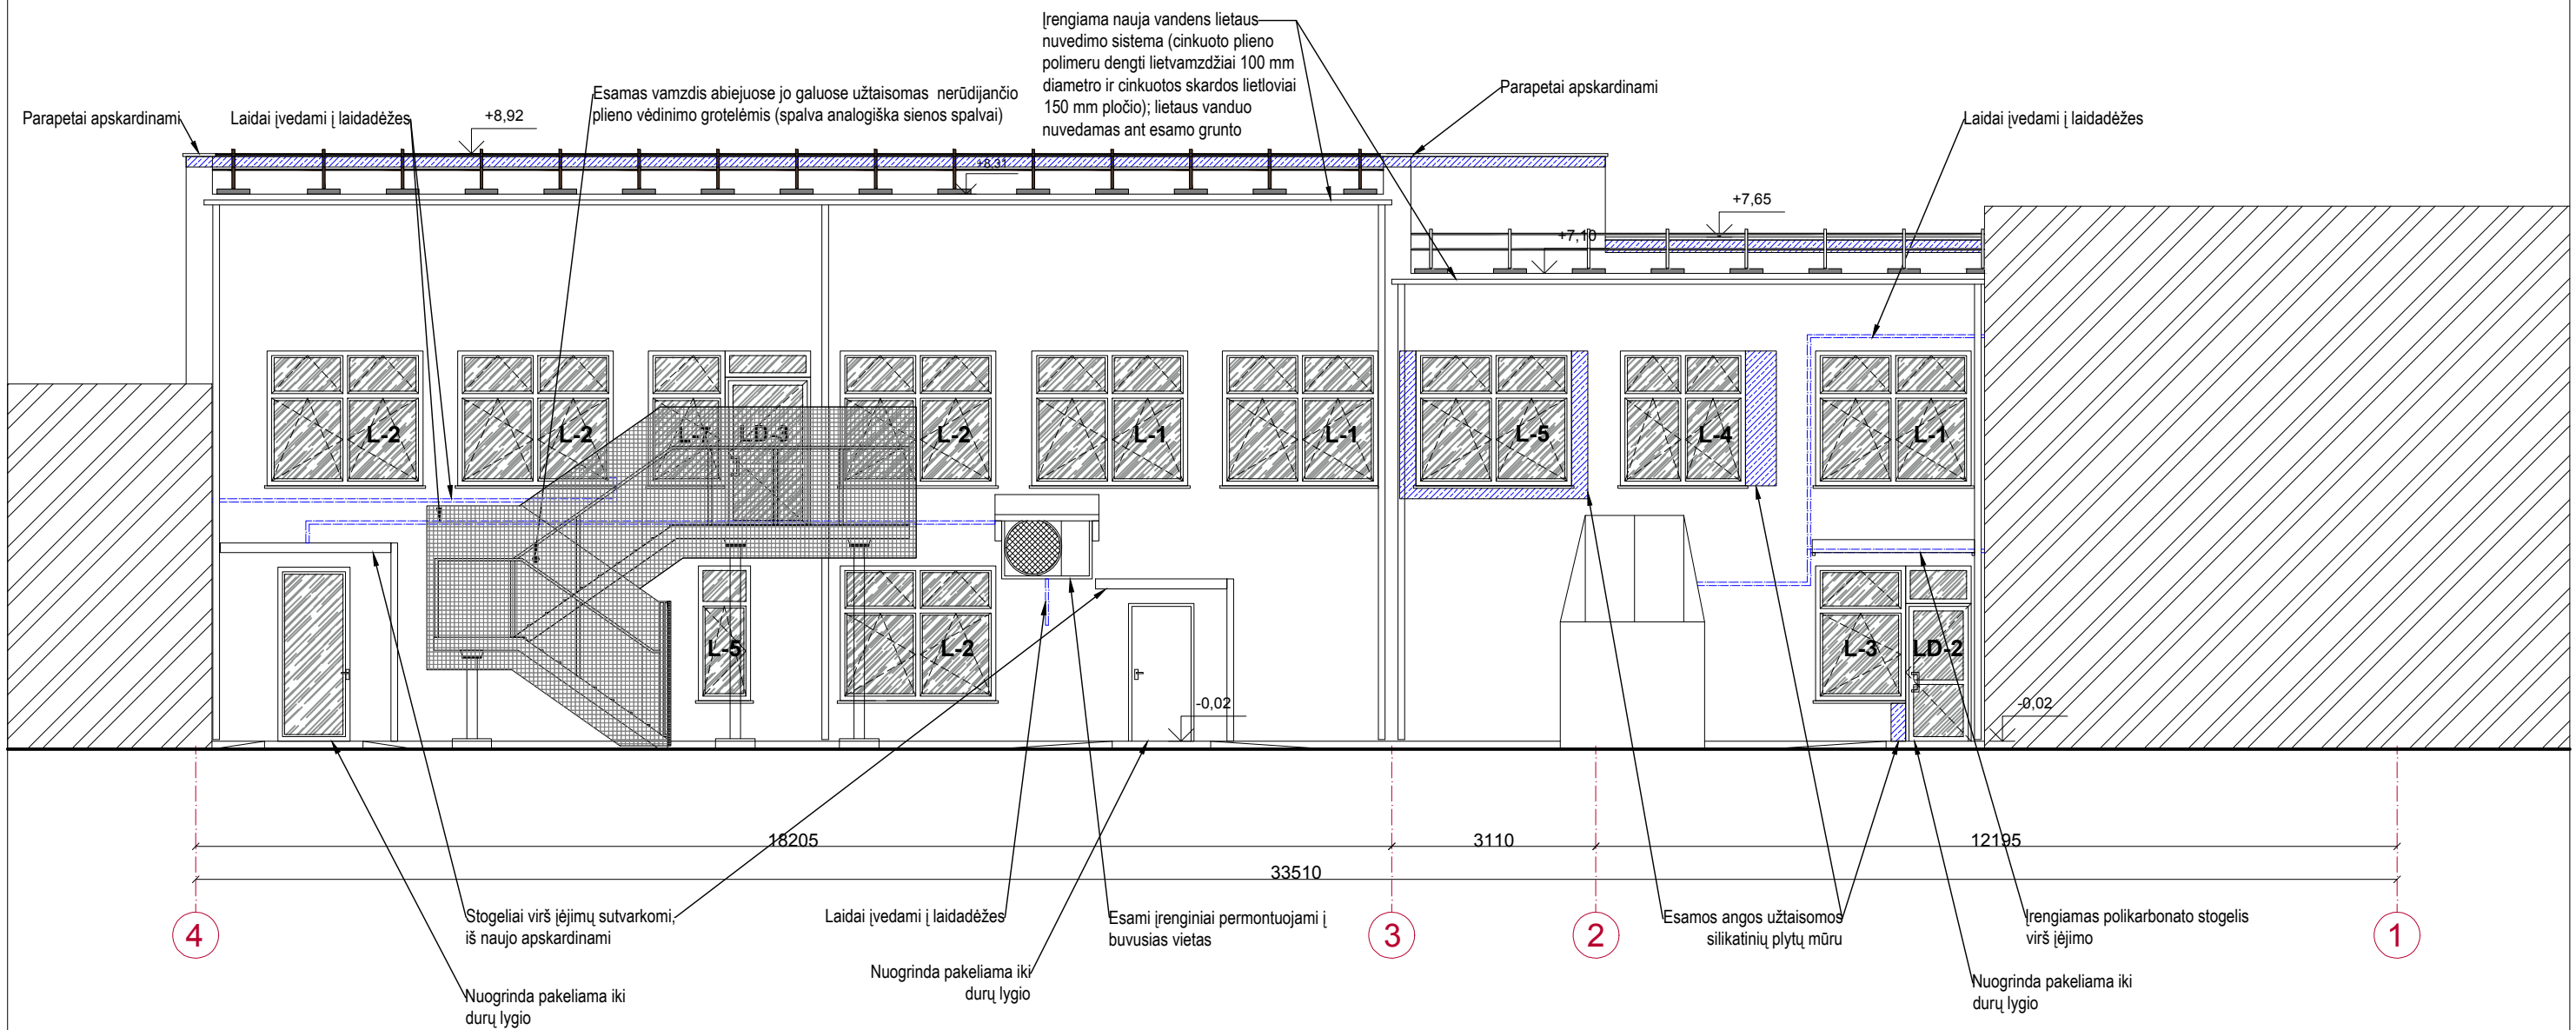 Įrengiama nauja vandens lietaus
nuvedimo sistema (cinkuoto plieno
polimeru dengti lietvamzdžiai 100 mm
diametro ir cinkuotos skardos lietloviai
150 mm pločio); lietaus vanduo
nuvedamas ant esamo grunto
Esamas vamzdis abiejuose jo galuose užtaisomas nerūdijančio
plieno vėdinimo grotelėmis (spalva analogiška sienos spalvai)
Parapetai apskardinami
Parapetai apskardinami
Laidai įvedami į laidadėžes
+8,92
Laidai įvedami į laidadėžes
+8,31
+7,65
+7,10
L-2
L-2
L-7
LD-3
L-2
L-1
L-1
L-5
L-4
L-1
L-5
L-2
L-3
LD-2
-0,02
-0,02
18205
3110
12195
33510
4
3
2
1
Stogeliai virš įėjimų sutvarkomi,
iš naujo apskardinami
Laidai įvedami į laidadėžes
Esami įrenginiai permontuojami į
buvusias vietas
Esamos angos užtaisomos
silikatinių plytų mūru
Įrengiamas polikarbonato stogelis
virš įėjimo
Nuogrinda pakeliama iki
durų lygio
Nuogrinda pakeliama iki
durų lygio
Nuogrinda pakeliama iki
durų lygio